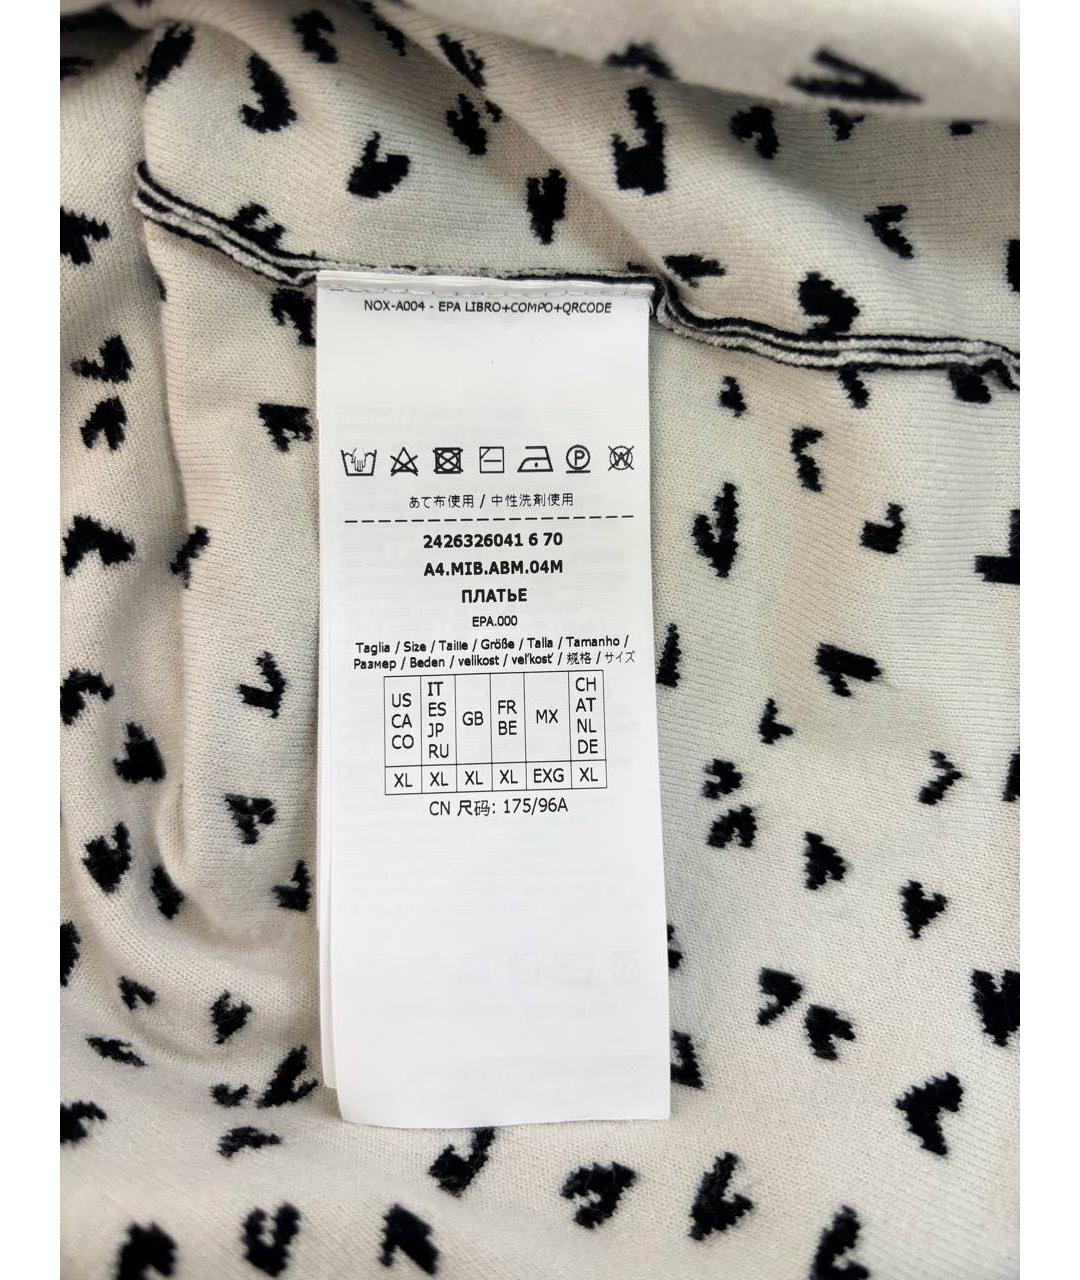 NOX-A004 - EPA LIBRO+COMPO+QRCODE
あて布使用 / 中性洗剤使用
2426326041 6 70
A4.MIB.ABM.04M
ПЛАТЬЕ
EPA.000
Taglia / Size / Taille / Größe / Talla / Tamanho /
Размер / Beden / velikost / veľkosť / 规格 / サイズ
US CA CO | IT ES JP RU | GB | FR BE | MX | CH AT NL DE
XL | XL | XL | XL | EXG | XL
CN 尺码: 175/96A